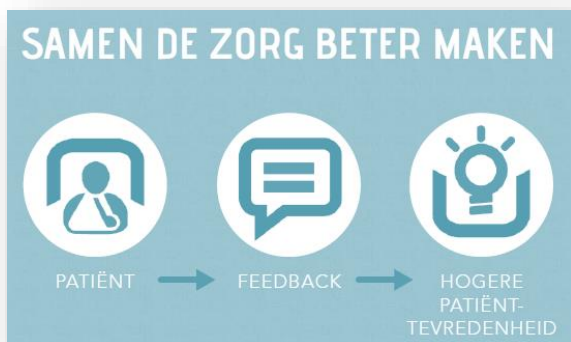 SAMEN DE ZORG BETER MAKEN
PATIËNT
FEEDBACK
HOGERE
PATIËNT-
TEVREDENHEID